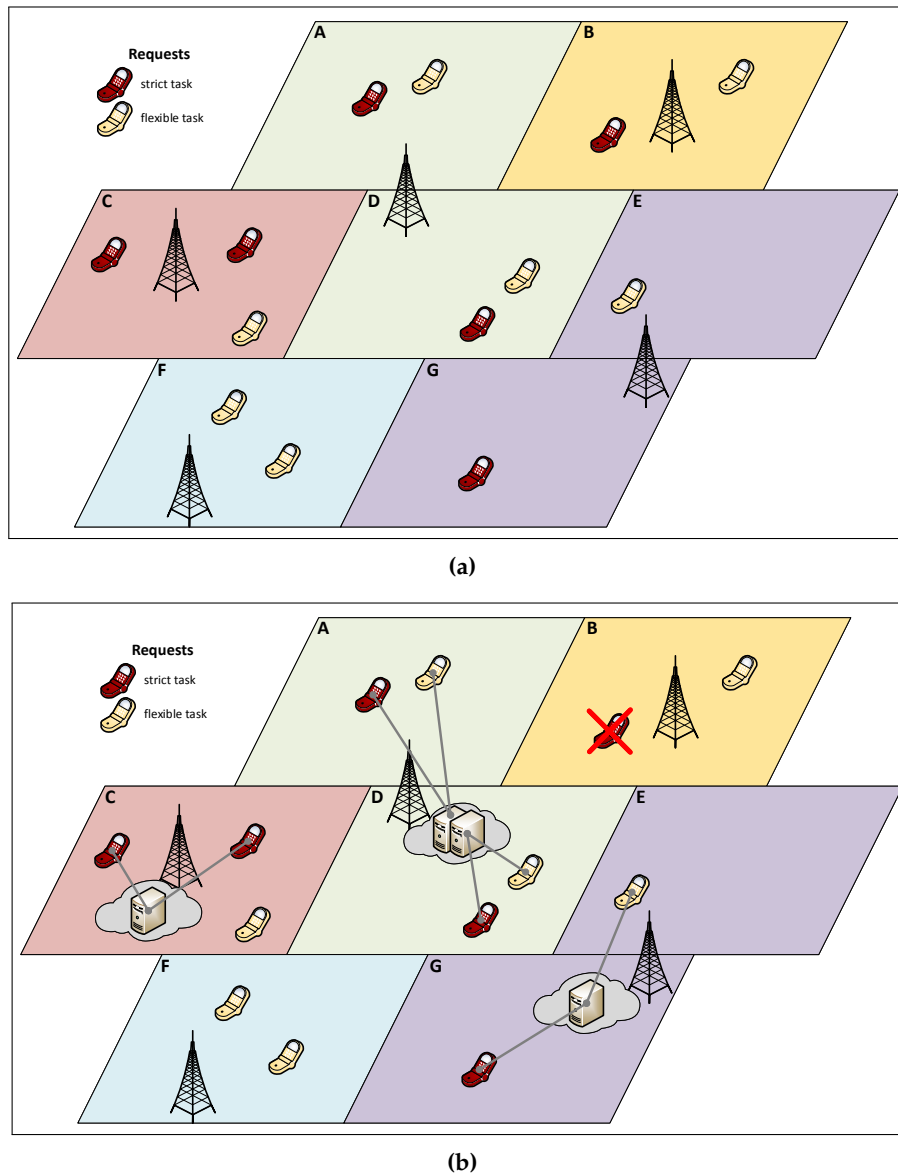 A
B
Requests
strict task
flexible task
C
D
E
F
G
(a)
A
B
Requests
strict task
flexible task
C
D
E
F
G
(b)